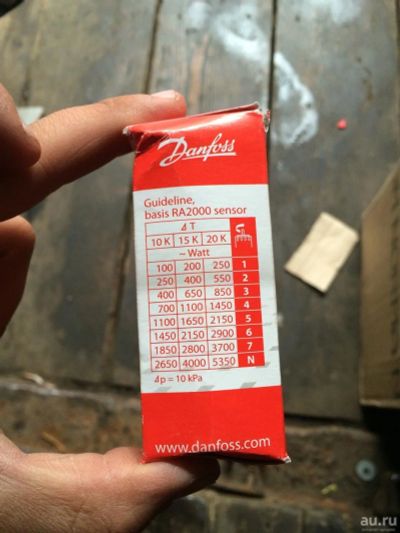 Danfoss
Guideline,
basis RA2000 sensor
⊿ T
10 K 15 K 20 K
~ Watt
100 200 250 1
250 400 550 2
400 650 850 3
700 1100 1450 4
1100 1650 2150 5
1450 2150 2900 6
1850 2800 3700 7
2650 4000 5350 N
⊿p = 10 kPa
www.danfoss.com
au.ru